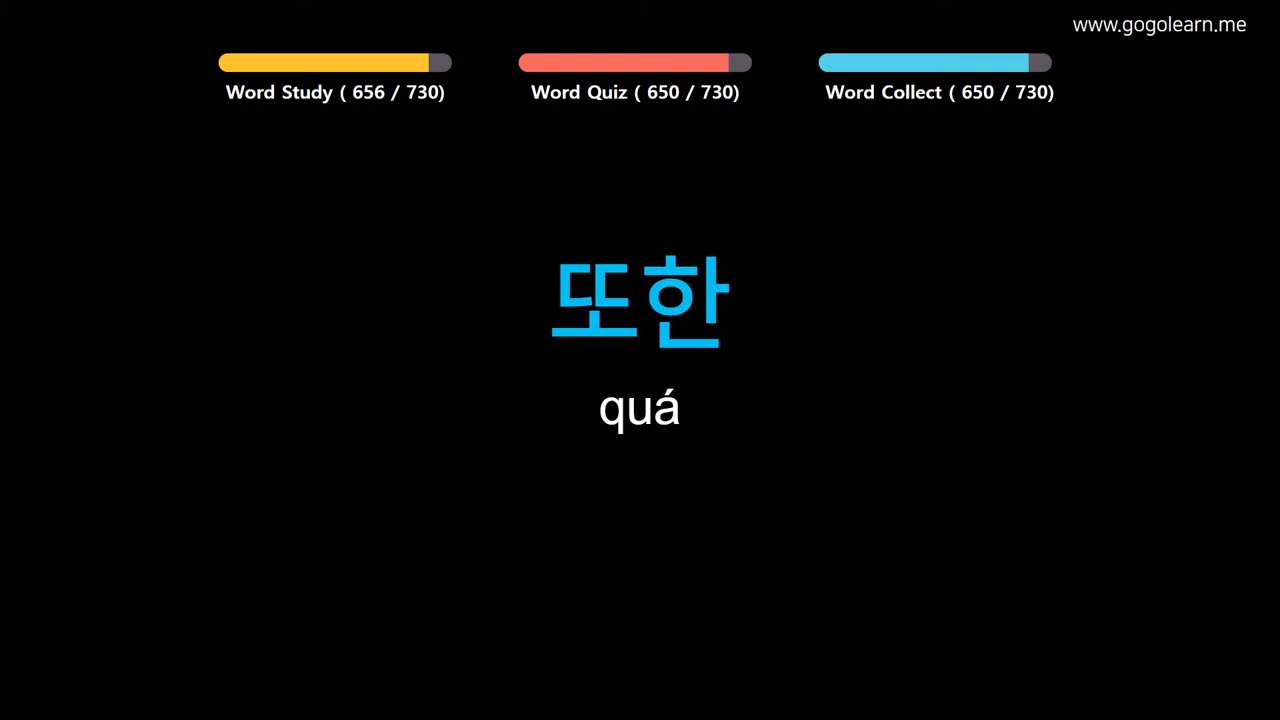 www.gogolearn.me
Word Study ( 656 / 730)
Word Quiz ( 650 / 730)
Word Collect ( 650 / 730)
또한
quá